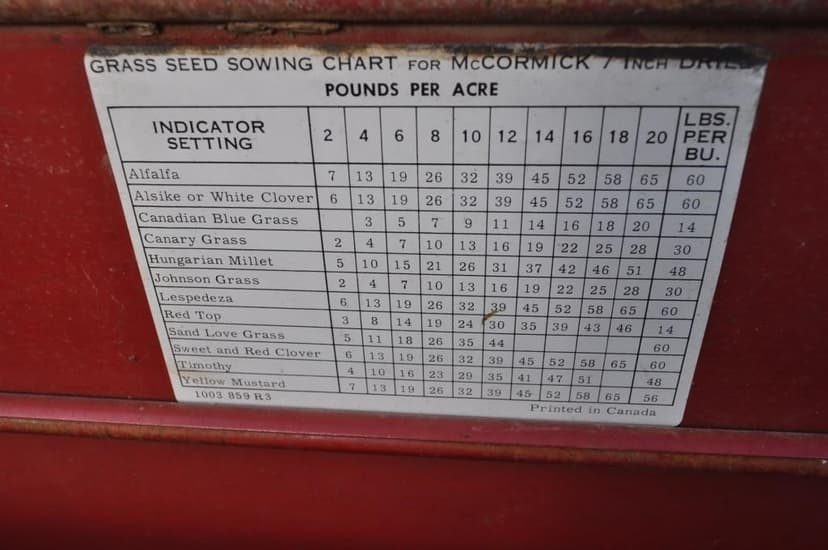 GRASS SEED SOWING CHART FOR McCORMICK 7 INCH DRILL
POUNDS PER ACRE
INDICATOR SETTING 2 4 6 8 10 12 14 16 18 20 LBS. PER BU.
Alfalfa 7 13 19 26 32 39 45 52 58 65 60
Alsike or White Clover 6 13 19 26 32 39 45 52 58 65 60
Canadian Blue Grass 3 5 7 9 11 14 16 18 20 14
Canary Grass 2 4 7 10 13 16 19 22 25 28 30
Hungarian Millet 5 10 15 21 26 31 37 42 46 51 48
Johnson Grass 2 4 7 10 13 16 19 22 25 28 30
Lespedeza 6 13 19 26 32 39 45 52 58 65 60
Red Top 3 8 14 19 24 30 35 39 43 46 14
Sand Love Grass 5 11 18 26 35 44 60
Sweet and Red Clover 6 13 19 26 32 39 45 52 58 65 60
Timothy 4 10 16 23 29 35 41 47 51 48
Yellow Mustard 7 13 19 26 32 39 45 52 58 65 56
1003 859 R3 Printed in Canada